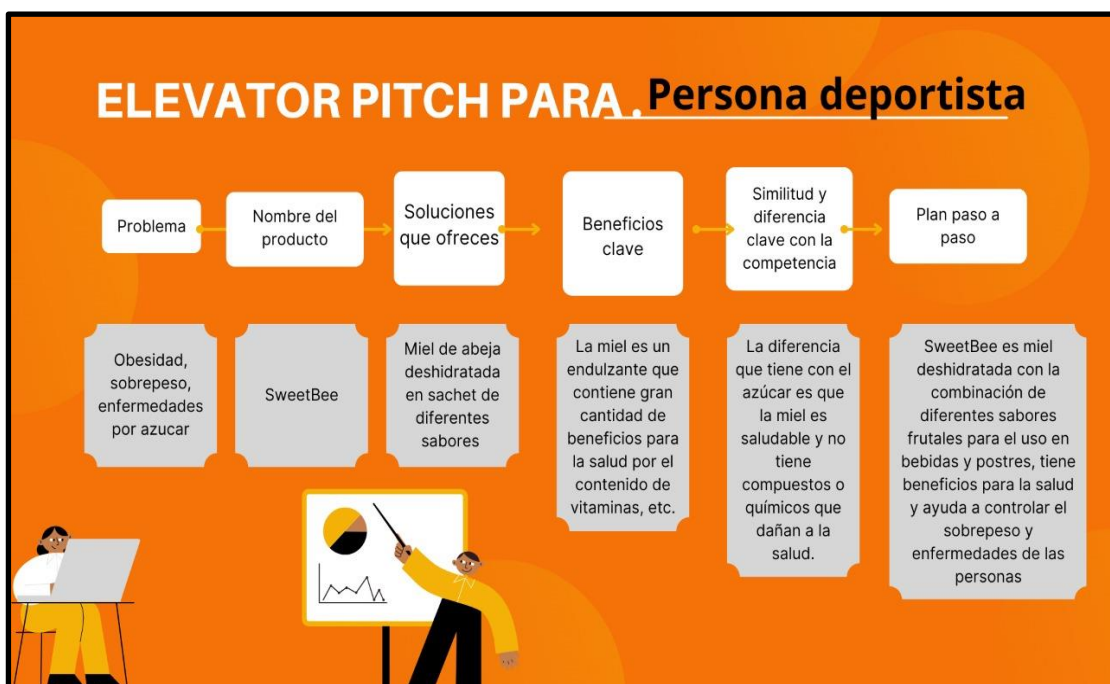 ELEVATOR PITCH PARA . Persona deportista
Problema
Nombre del
producto
Soluciones
que ofreces
Beneficios
clave
Similitud y
diferencia
clave con la
competencia
Plan paso a
paso
Obesidad,
sobrepeso,
enfermedades
por azucar
SweetBee
Miel de abeja
deshidratada
en sachet de
diferentes
sabores
La miel es un
endulzante que
contiene gran
cantidad de
beneficios para
la salud por el
contenido de
vitaminas, etc.
La diferencia
que tiene con el
azúcar es que
la miel es
saludable y no
tiene
compuestos o
químicos que
dañan a la
salud.
SweetBee es miel
deshidratada con la
combinación de
diferentes sabores
frutales para el uso en
bebidas y postres, tiene
beneficios para la salud
y ayuda a controlar el
sobrepeso y
enfermedades de las
personas